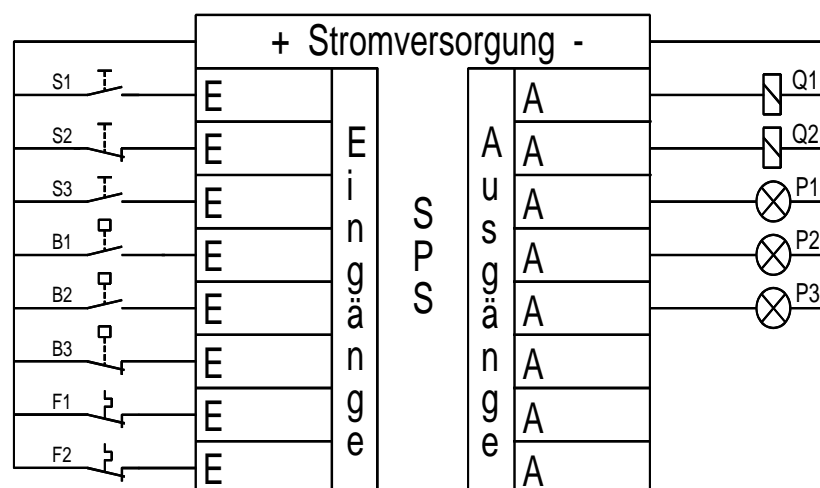 + Stromversorgung -
S1 E A Q1
S2 E A Q2
S3 E A P1
B1 E A P2
B2 E A P3
B3 E A
F1 E A
F2 E A
Eingänge
SPS
Ausgänge